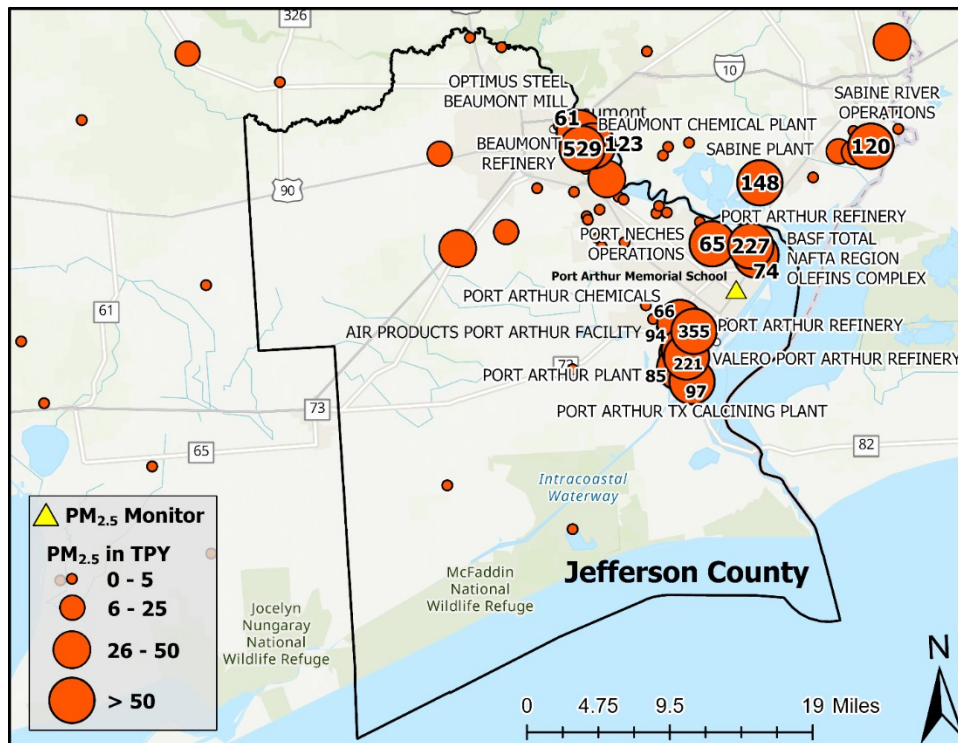 326
10
OPTIMUS STEEL
BEAUMONT MILL
SABINE RIVER
OPERATIONS
61
BEAUMONT CHEMICAL PLANT
BEAUMONT
REFINERY
529
123
SABINE PLANT
120
90
148
PORT ARTHUR REFINERY
PORT NECHES
OPERATIONS
65
227
BASF TOTAL
NAFTA REGION
OLEFINS COMPLEX
74
Port Arthur Memorial School
PORT ARTHUR CHEMICALS
61
66
AIR PRODUCTS PORT ARTHUR FACILITY
94
355
PORT ARTHUR REFINERY
73
221
VALERO PORT ARTHUR REFINERY
PORT ARTHUR PLANT
85
97
73
PORT ARTHUR TX CALCINING PLANT
65
82
Intracoastal
Waterway
PM2.5 Monitor
PM2.5 in TPY
0 - 5
6 - 25
26 - 50
> 50
McFaddin
National
Wildlife Refuge
Jefferson County
Jocelyn
Nungaray
National
Wildlife Refuge
N
0 4.75 9.5 19 Miles